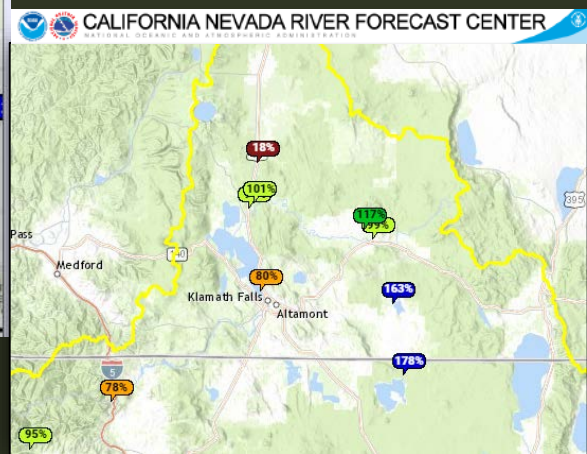 CALIFORNIA NEVADA RIVER FORECAST CENTER
NATIONAL OCEANIC AND ATMOSPHERIC ADMINISTRATION
18%
101%
395
117%
99%
Pass
140
Medford
80%
163%
Klamath Falls
Altamont
178%
5
78%
95%